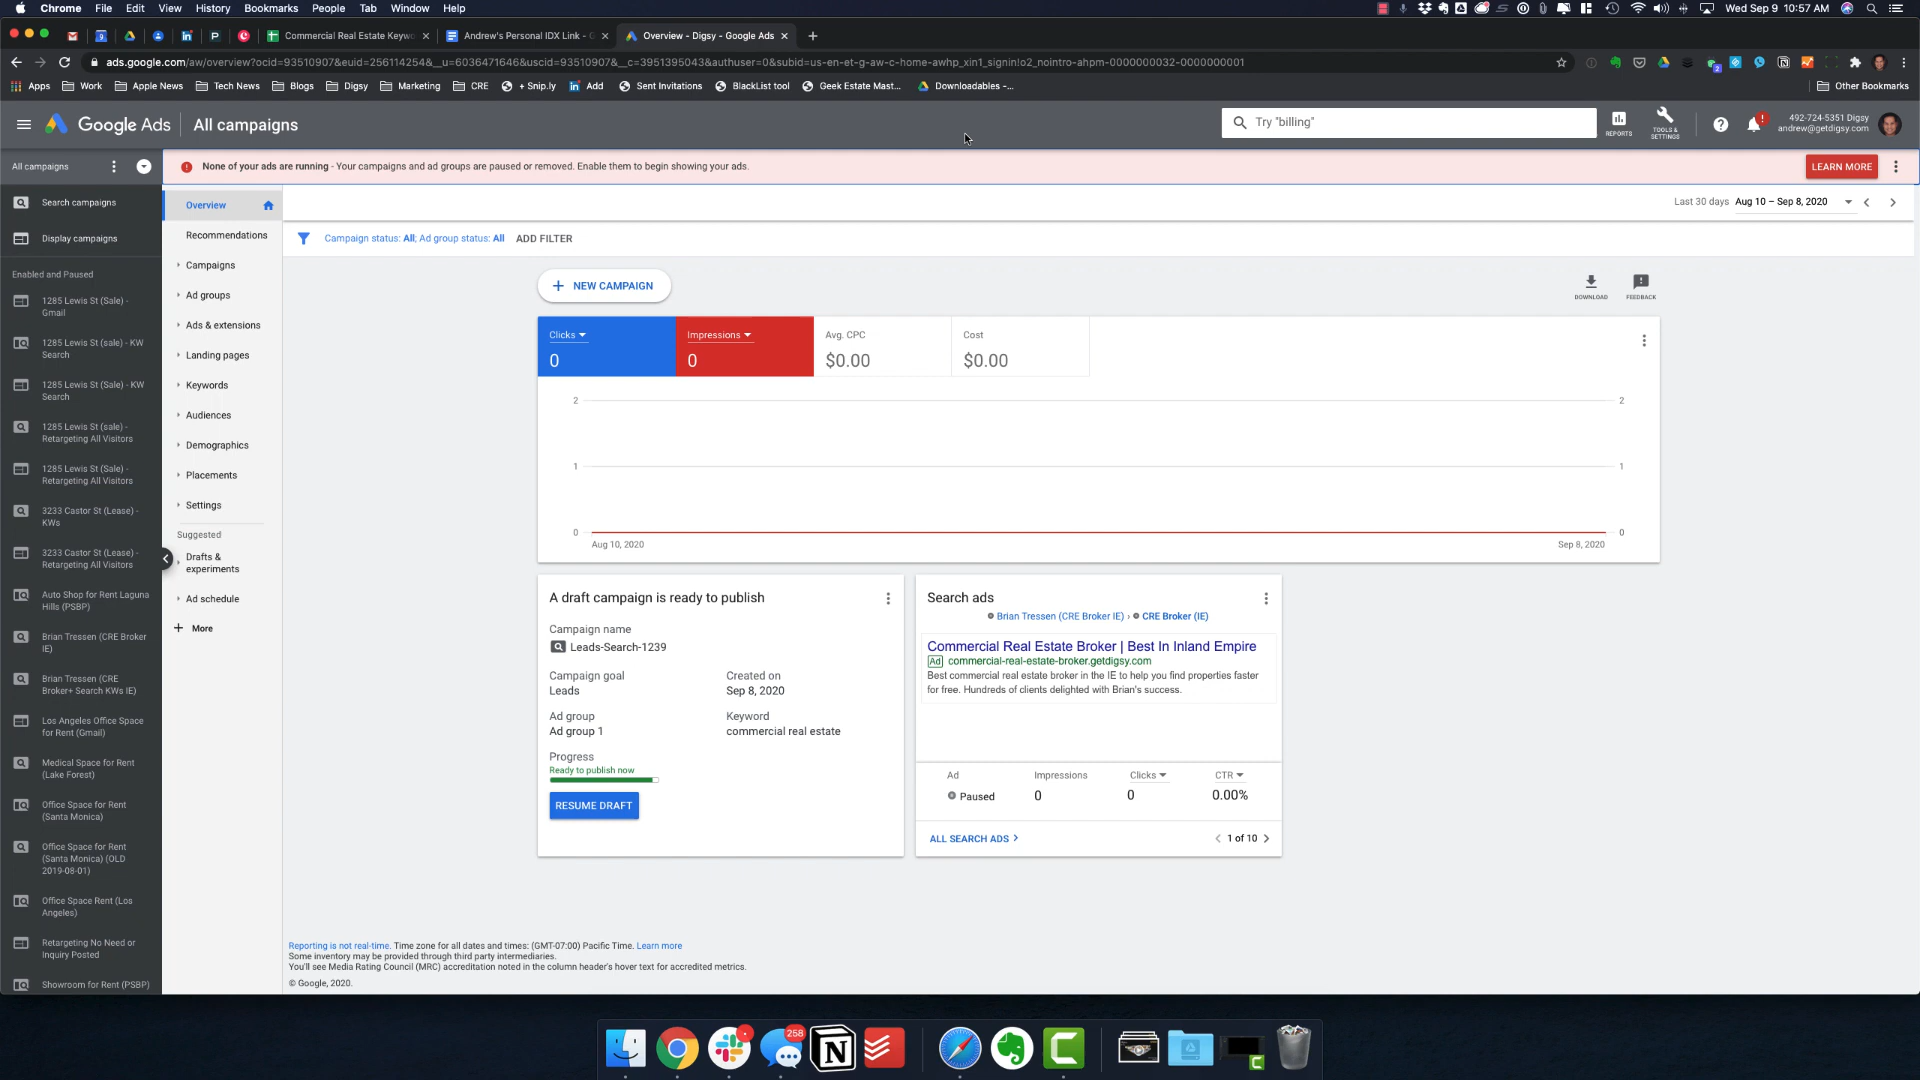 Chrome File Edit View History Bookmarks People Tab Window Help
Wed Sep 9 10:57 AM
Commercial Real Estate Keywo
Andrew's Personal IDX Link - G
Overview - Digsy - Google Ads
ads.google.com/aw/overview?ocid=93510907&euid=256114254&__u=6036471646&uscid=93510907&__c=3951395043&authuser=0&subid=us-en-et-g-aw-c-home-awhp_xin1_signin!o2_nointro-ahpm-0000000032-0000000001
Apps Work Apple News Tech News Blogs Digsy Marketing CRE + Snip.ly Add Sent Invitations BlackList tool Geek Estate Mast... Downloadables -... Other Bookmarks
Google Ads All campaigns
Try "billing"
REPORTS
TOOLS &
SETTINGS
492-724-5351 Digsy
andrew@getdigsy.com
All campaigns
None of your ads are running - Your campaigns and ad groups are paused or removed. Enable them to begin showing your ads.
LEARN MORE
Search campaigns
Display campaigns
Enabled and Paused
1285 Lewis St (Sale) -
Gmail
1285 Lewis St (sale) - KW
Search
1285 Lewis St (Sale) - KW
Search
1285 Lewis St (sale) -
Retargeting All Visitors
1285 Lewis St (Sale) -
Retargeting All Visitors
3233 Castor St (Lease) -
KWs
3233 Castor St (Lease) -
Retargeting All Visitors
Auto Shop for Rent Laguna
Hills (PSBP)
Brian Tressen (CRE Broker
IE)
Brian Tressen (CRE
Broker+ Search KWs IE)
Los Angeles Office Space
for Rent (Gmail)
Medical Space for Rent
(Lake Forest)
Office Space for Rent
(Santa Monica)
Office Space for Rent
(Santa Monica) (OLD
2019-08-01)
Office Space Rent (Los
Angeles)
Retargeting No Need or
Inquiry Posted
Showroom for Rent (PSBP)
Overview
Recommendations
Campaigns
Ad groups
Ads & extensions
Landing pages
Keywords
Audiences
Demographics
Placements
Settings
Suggested
Drafts &
experiments
Ad schedule
More
Last 30 days Aug 10 – Sep 8, 2020
Campaign status: All; Ad group status: All ADD FILTER
NEW CAMPAIGN
DOWNLOAD
FEEDBACK
Clicks Impressions Avg. CPC Cost
0 0 $0.00 $0.00
2 2
1 1
0 0
Aug 10, 2020 Sep 8, 2020
A draft campaign is ready to publish
Campaign name
Leads-Search-1239
Campaign goal Created on
Leads Sep 8, 2020
Ad group Keyword
Ad group 1 commercial real estate
Progress
Ready to publish now
RESUME DRAFT
Search ads
Brian Tressen (CRE Broker IE) › CRE Broker (IE)
Commercial Real Estate Broker | Best In Inland Empire
Ad commercial-real-estate-broker.getdigsy.com
Best commercial real estate broker in the IE to help you find properties faster
for free. Hundreds of clients delighted with Brian's success.
Ad Impressions Clicks CTR
Paused 0 0 0.00%
ALL SEARCH ADS 1 of 10
Reporting is not real-time. Time zone for all dates and times: (GMT-07:00) Pacific Time. Learn more
Some inventory may be provided through third party intermediaries.
You'll see Media Rating Council (MRC) accreditation noted in the column header's hover text for accredited metrics.
© Google, 2020.
258